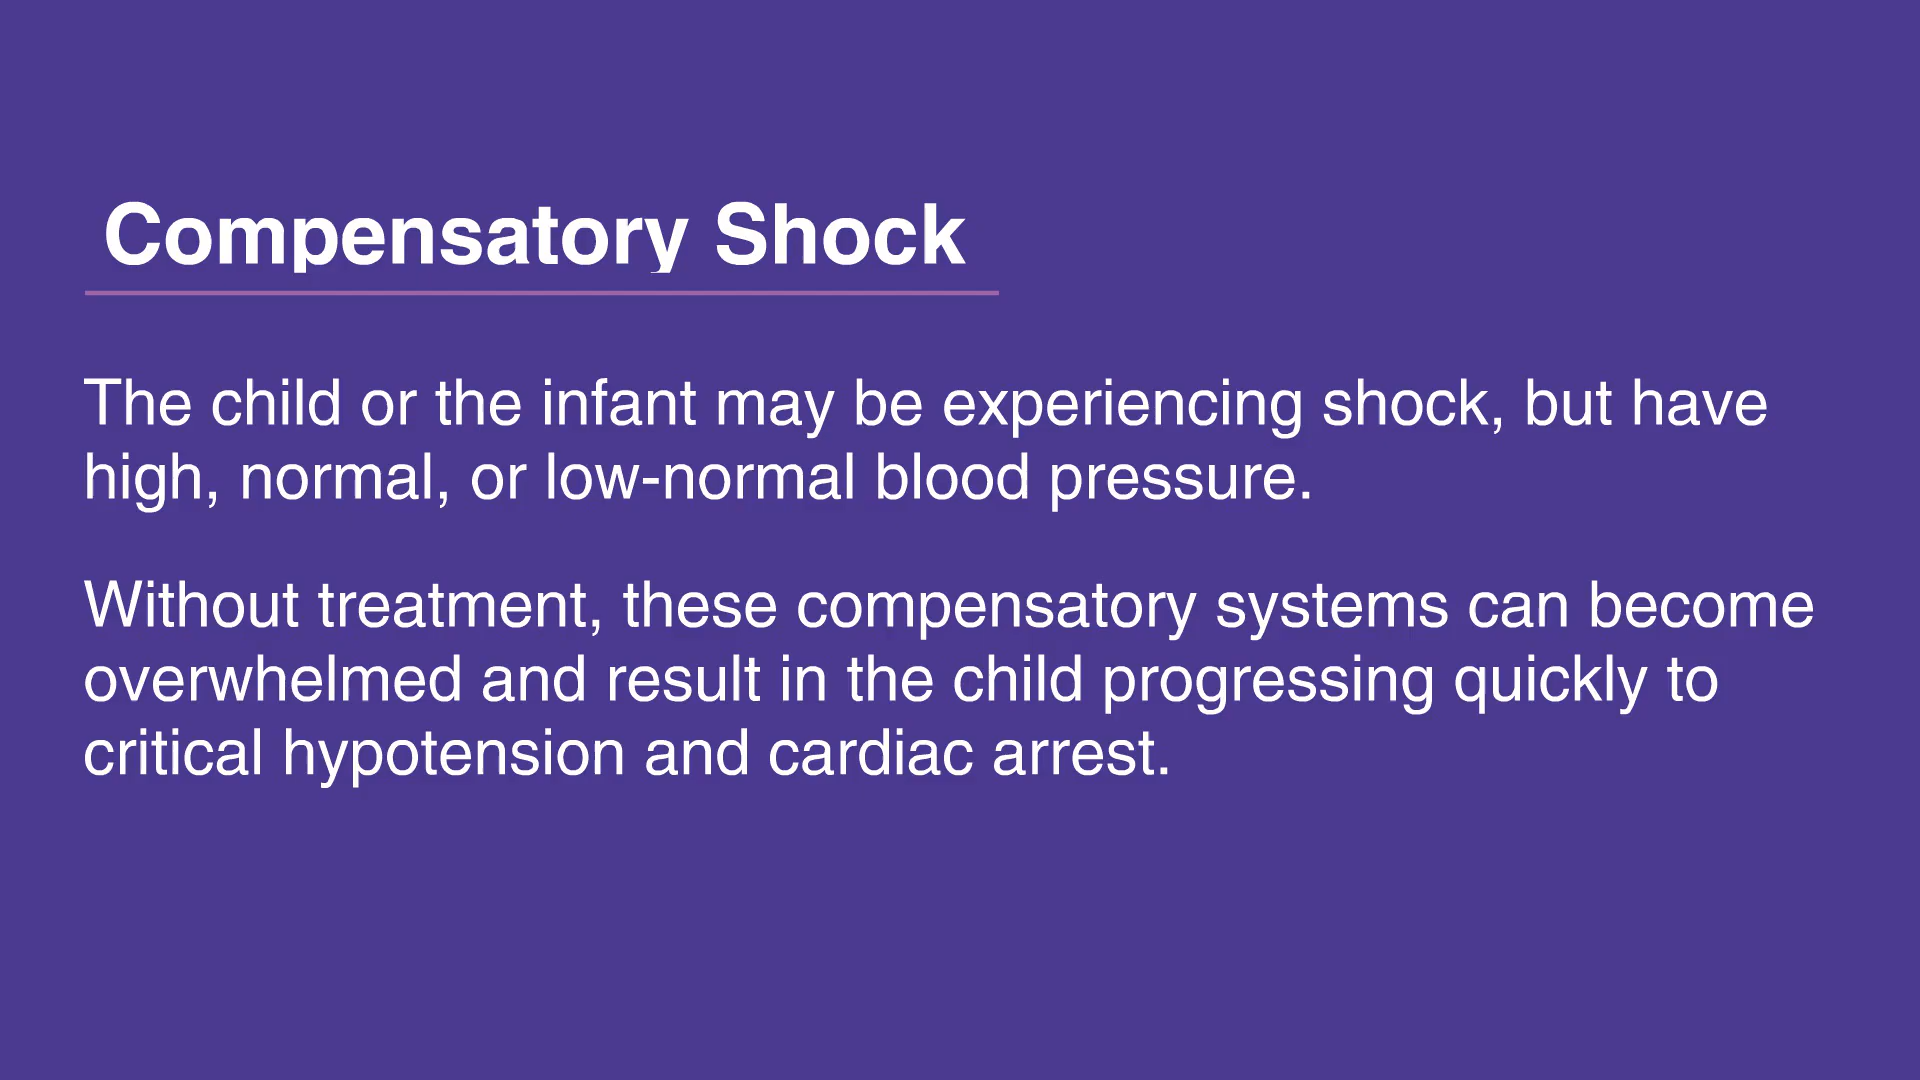 Compensatory Shock
The child or the infant may be experiencing shock, but have
high, normal, or low-normal blood pressure.
Without treatment, these compensatory systems can become
overwhelmed and result in the child progressing quickly to
critical hypotension and cardiac arrest.